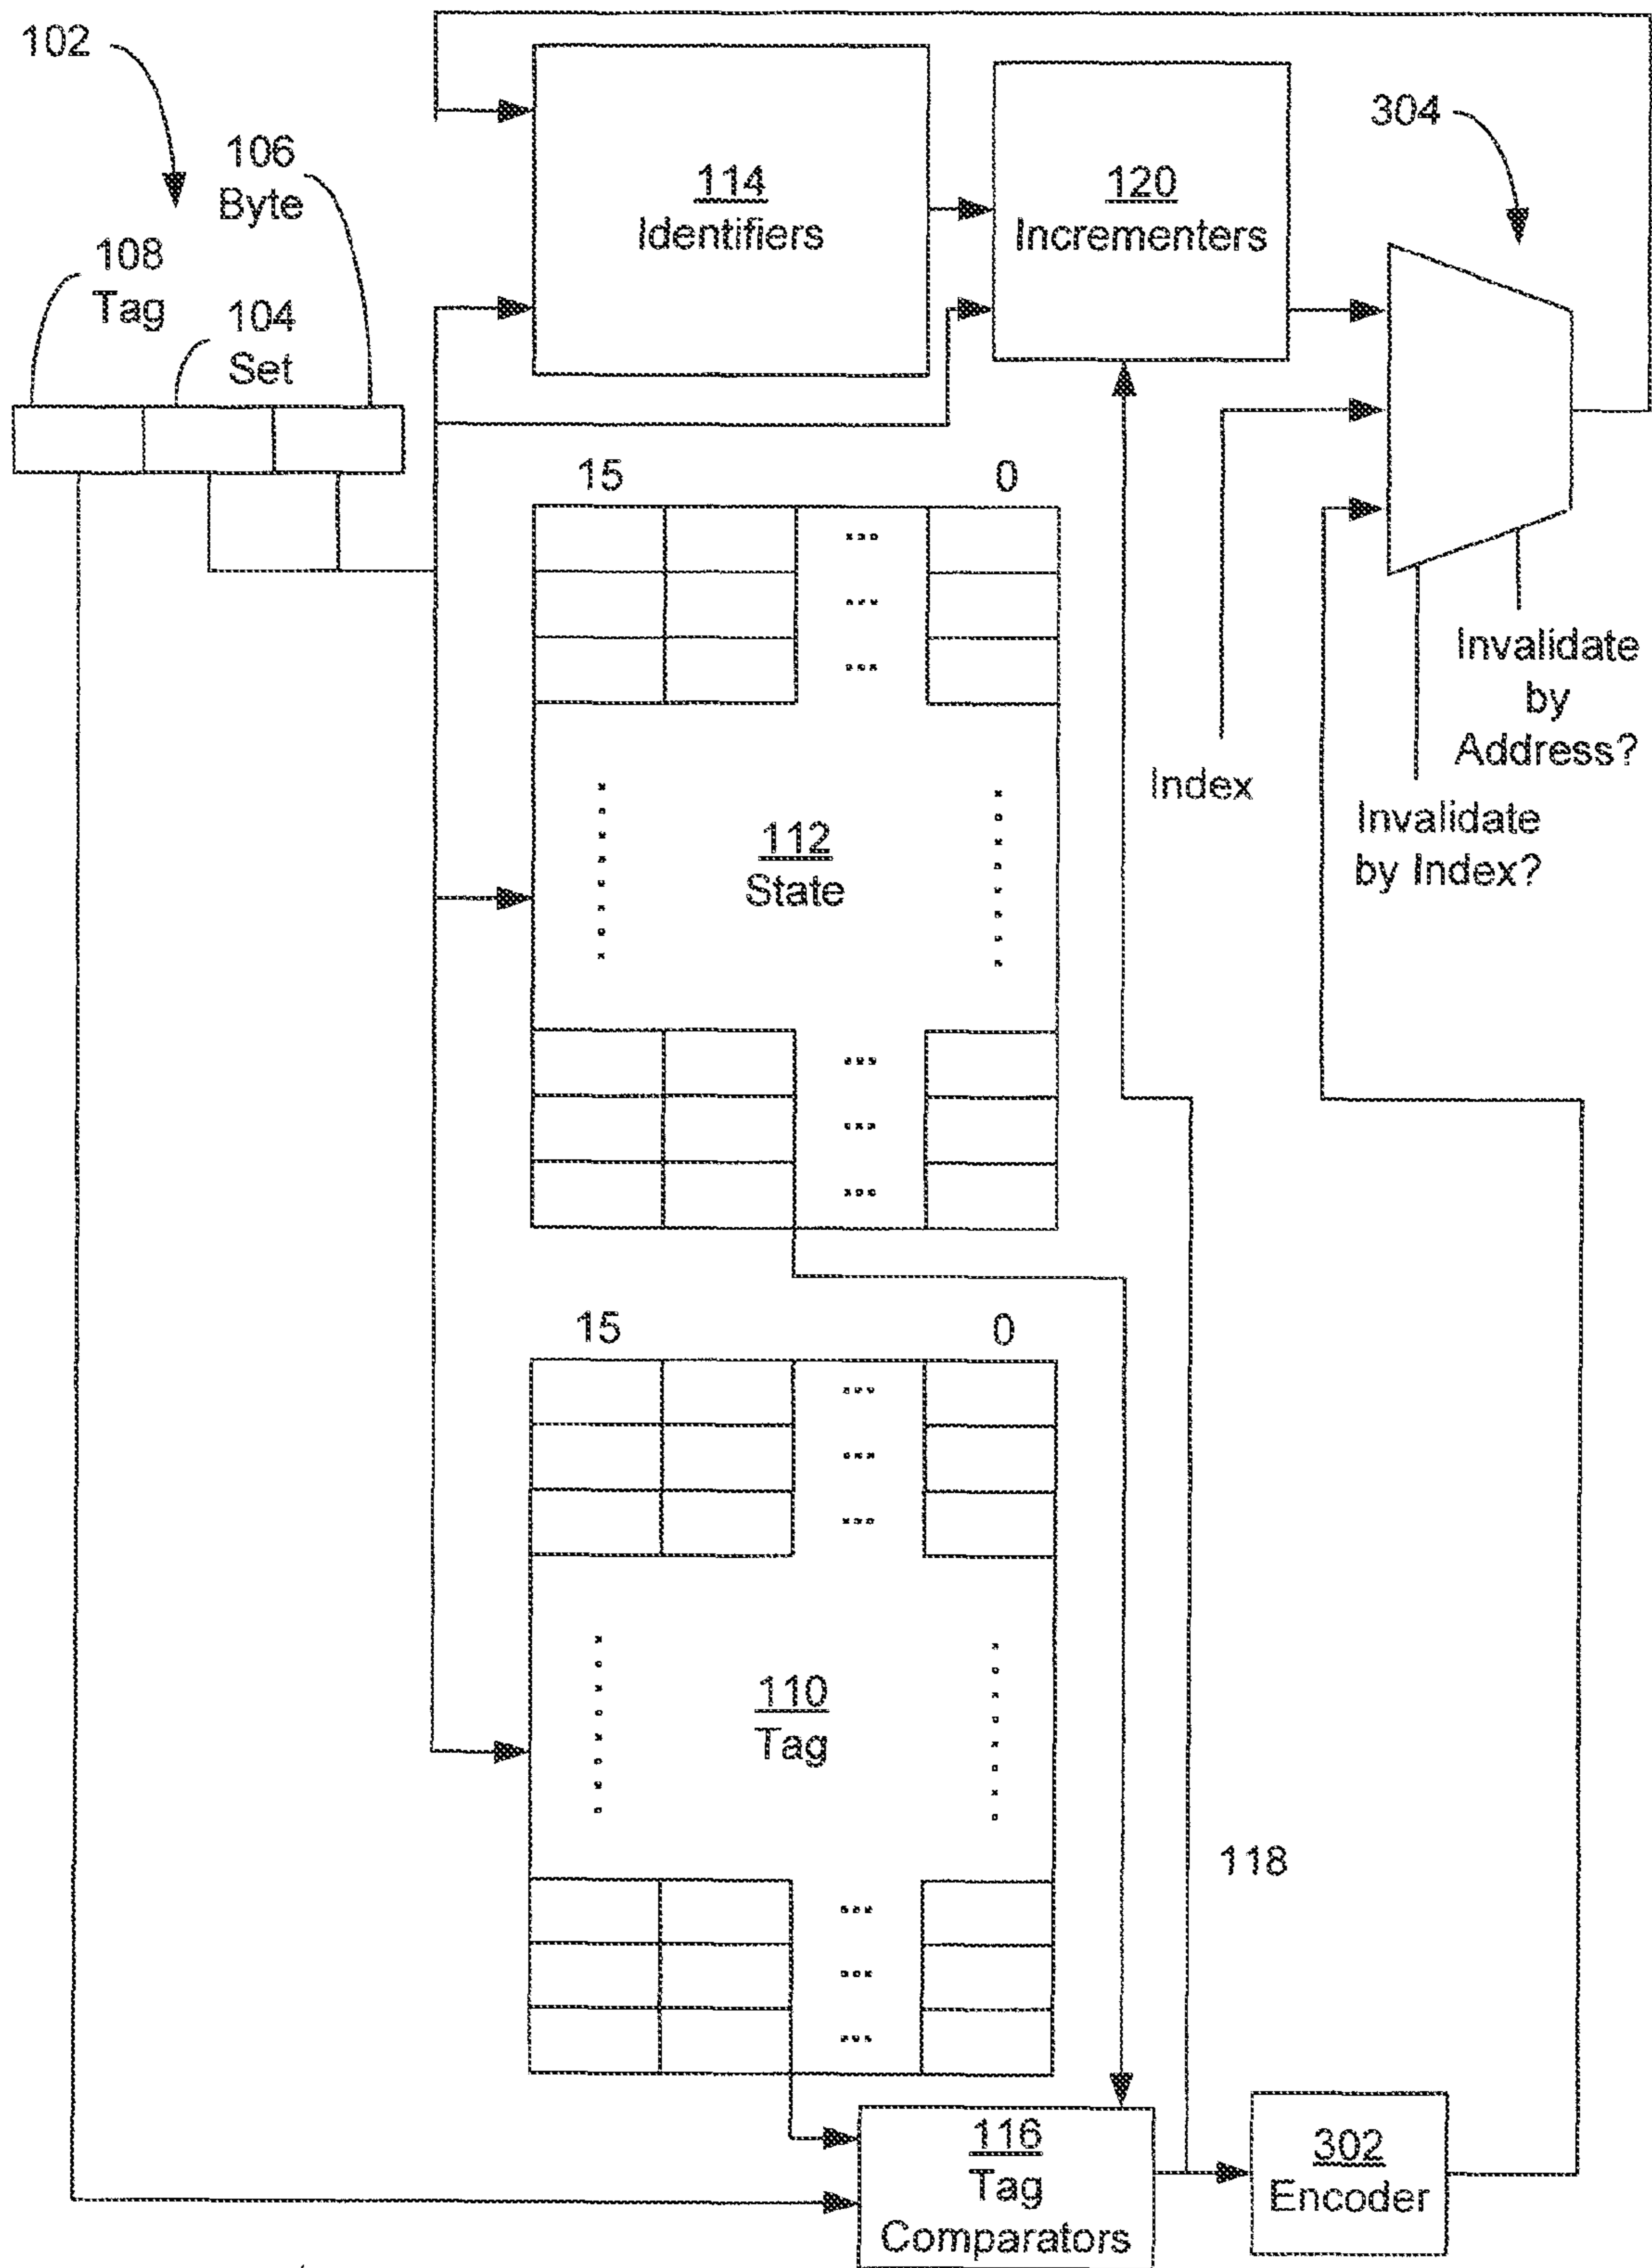 102
106
Byte
108
Tag
104
Set
114
Identifiers
120
Incrementers
304
15
0
112
State
Index
Invalidate
by
Address?
Invalidate
by Index?
15
0
110
Tag
118
116
Tag
Comparators
302
Encoder